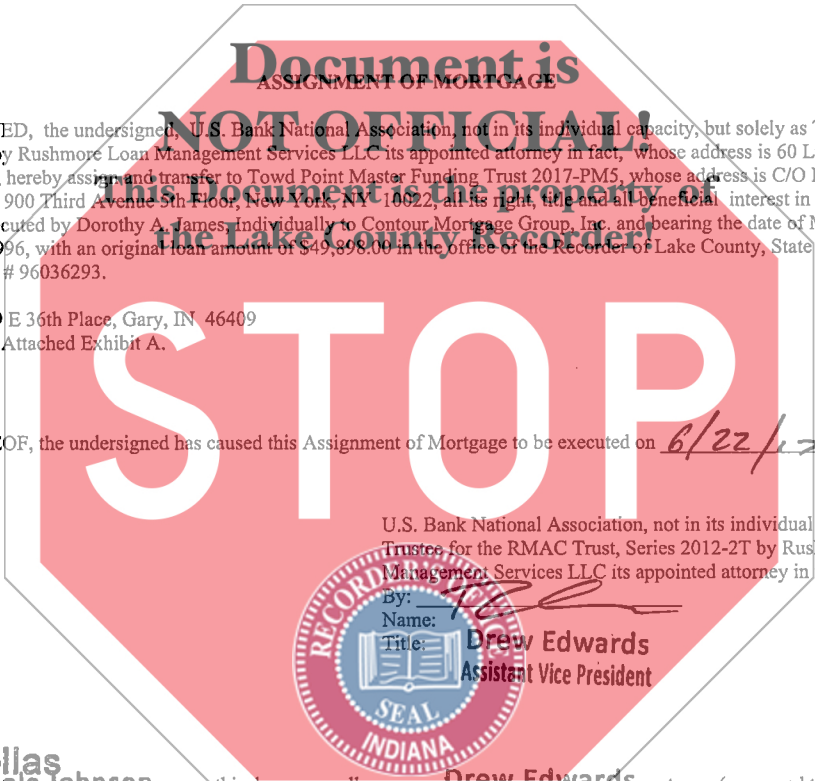 Document is
ASSIGNMENT OF MORTGAGE
NOT OFFICIAL!
ED, the undersigned, U.S. Bank National Association, not in its individual capacity, but solely as
y Rushmore Loan Management Services LLC its appointed attorney in fact, whose address is 60 L
, hereby assign and transfer to Towd Point Master Funding Trust 2017-PM5, whose address is C/O
This Document is the property of
900 Third Avenue 5th Floor, New York, NY 10022, all its right, title and all beneficial interest in
cuted by Dorothy A. James, Individually to Contour Mortgage Group, Inc. and bearing the date of
the Lake County Recorder!
96, with an original loan amount of $49,898.00 in the office of the Recorder of Lake County, State
# 96036293.
E 36th Place, Gary, IN 46409
Attached Exhibit A.
STOP
OF, the undersigned has caused this Assignment of Mortgage to be executed on 6/22/17
U.S. Bank National Association, not in its individual
Trustee for the RMAC Trust, Series 2012-2T by Rus
Management Services LLC its appointed attorney in
By:
Name:
Title:
Drew Edwards
Assistant Vice President
RECORDER'S OFFICE
SEAL
INDIANA
Johnson
Drew Edwards